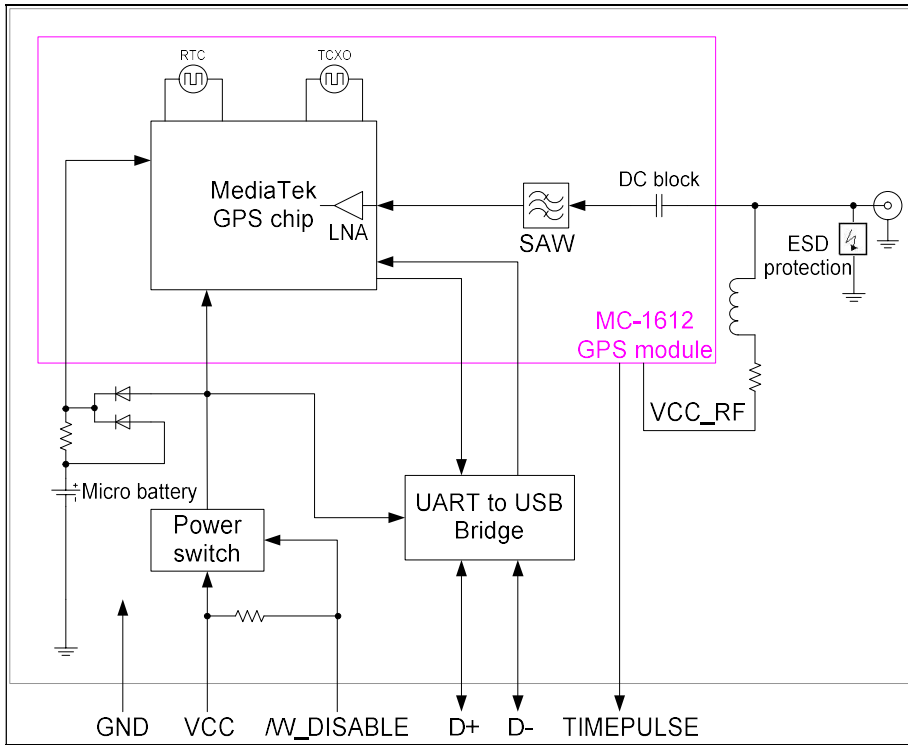 RTC
TCXO
MediaTek
GPS chip
LNA
SAW
DC block
ESD
protection
MC-1612
GPS module
VCC_RF
+
-
Micro battery
Power
switch
UART to USB
Bridge
GND
VCC
/W_DISABLE
D+
D-
TIMEPULSE